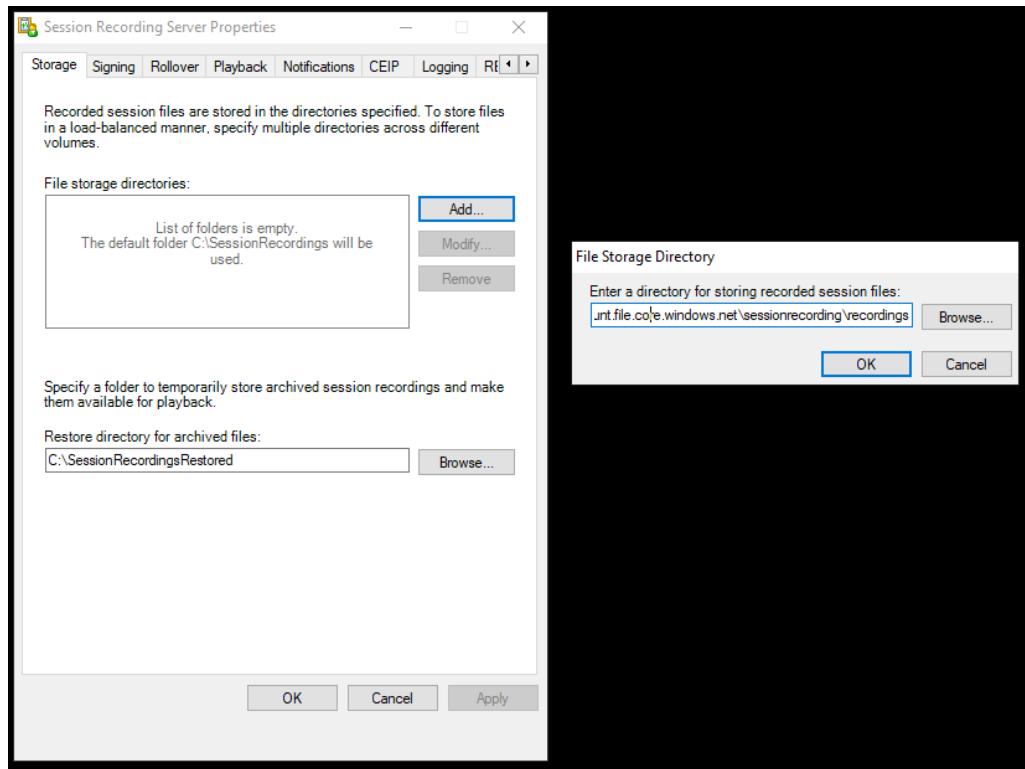 Session Recording Server Properties
Storage Signing Rollover Playback Notifications CEIP Logging
Recorded session files are stored in the directories specified. To store files
in a load-balanced manner, specify multiple directories across different
volumes.
File storage directories:
List of folders is empty.
The default folder C:\SessionRecordings will be
used.
Add...
Modify...
Remove
Specify a folder to temporarily store archived session recordings and make
them available for playback.
Restore directory for archived files:
C:\SessionRecordingsRestored
Browse...
OK Cancel Apply
File Storage Directory
Enter a directory for storing recorded session files:
unt.file.core.windows.net\sessionrecording\recordings
Browse...
OK Cancel